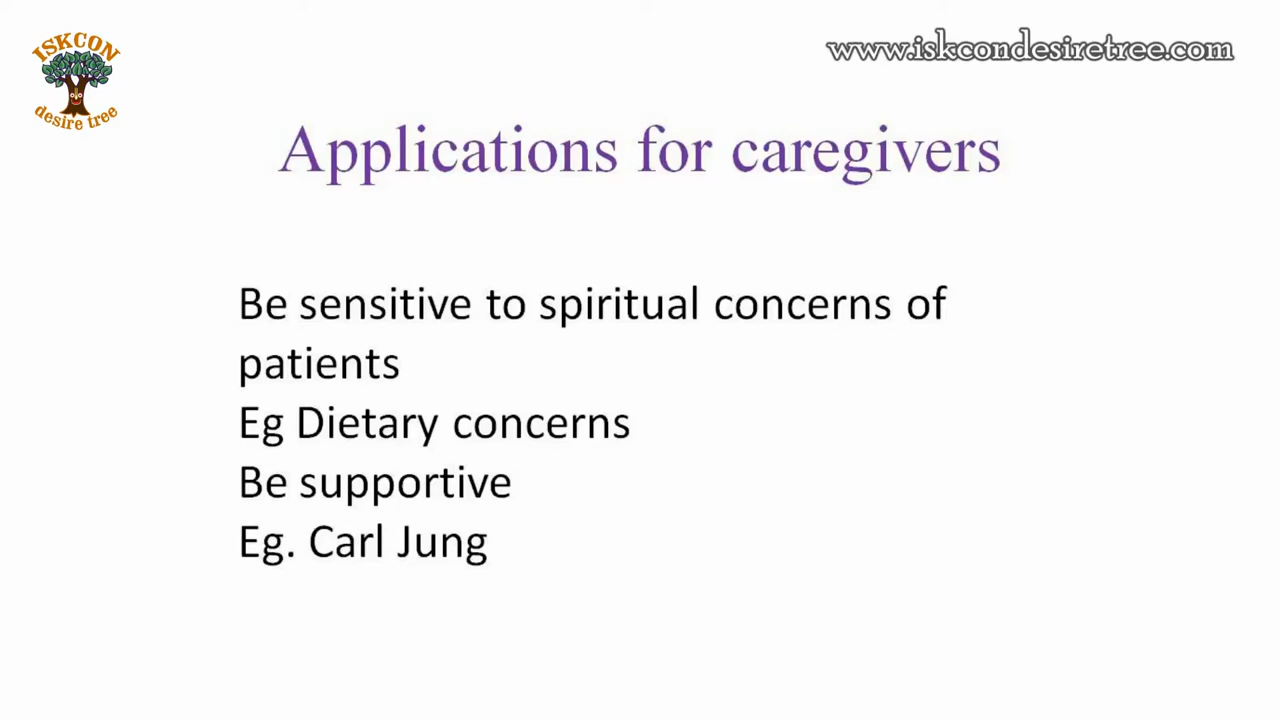 ISKCON
desire tree
www.iskcondesiretree.com
Applications for caregivers
Be sensitive to spiritual concerns of
patients
Eg Dietary concerns
Be supportive
Eg. Carl Jung